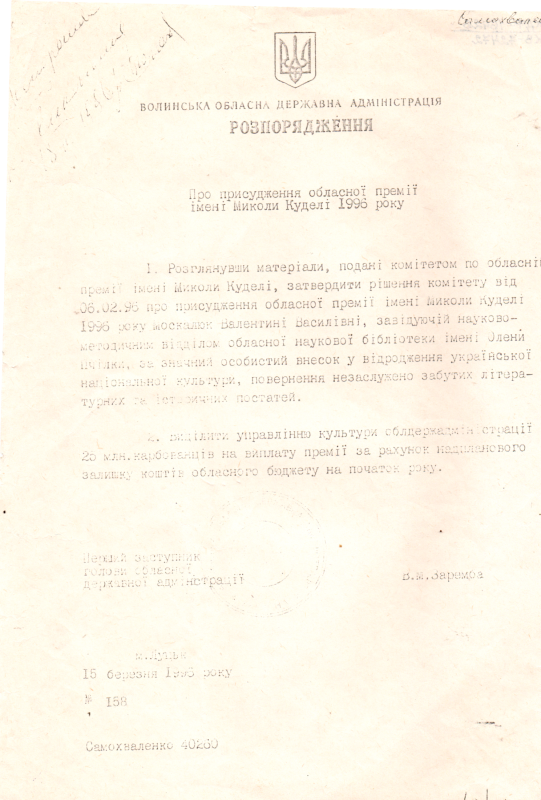 ВОЛИНСЬКА ОБЛАСНА ДЕРЖАВНА АДМІНІСТРАЦІЯ
РОЗПОРЯДЖЕННЯ
Про присудження обласної премії
імені Миколи Куделі 1996 року
1. Розглянувши матеріали, подані комітетом по обласній
премії імені Миколи Куделі, затвердити рішення комітету від
06.02.96 про присудження обласної премії імені Миколи Куделі
1996 року Москалюк Валентині Василівні, завідуючій науково-
методичним відділом обласної наукової бібліотеки імені Олени
Пчілки, за значний особистий внесок у відродження української
національної культури, повернення незаслужено забутих літера-
турних та історичних постатей.
2. Виділити управлінню культури облдержадміністрації
25 млн.карбованців на виплату премії за рахунок надпланового
залишку коштів обласного бюджету на початок року.
Перший заступник
голови обласної
державної адміністрації В.М.Заремба
м.Луцьк
15 березня 1996 року
№ 158
Самохваленко 40260